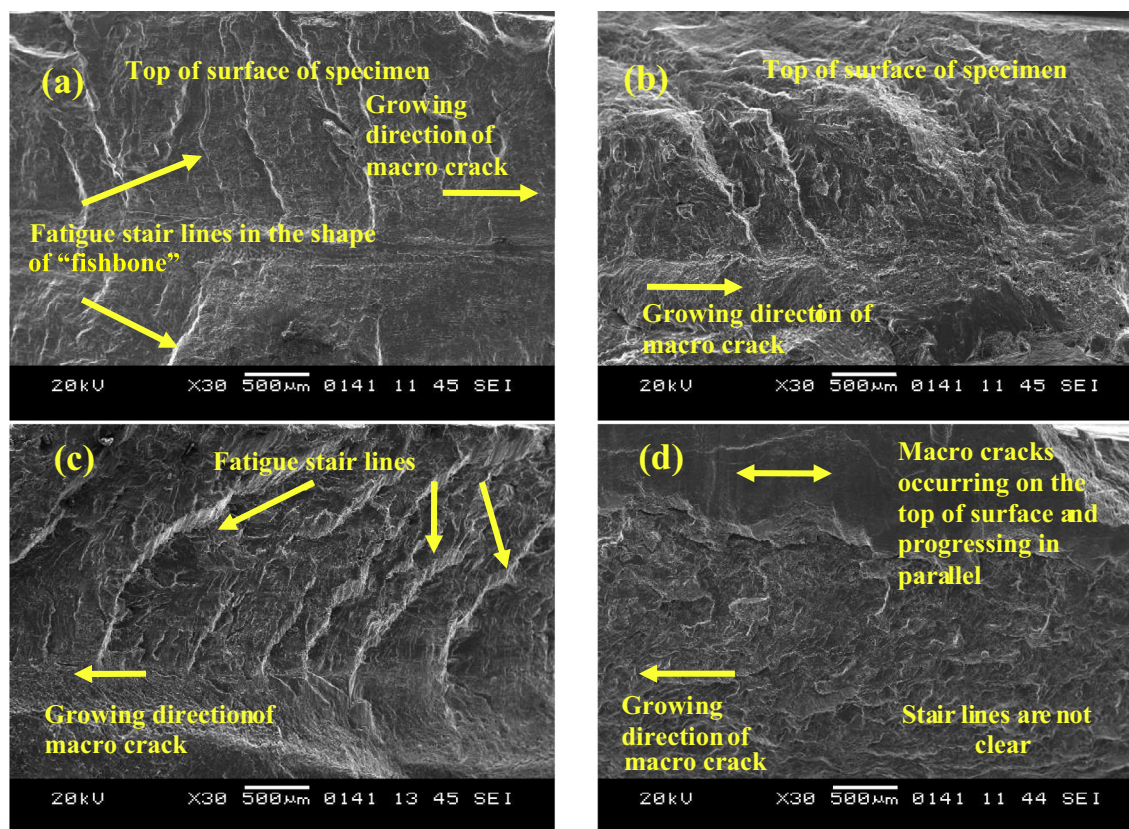 (a)
Top of surface of specimen
Growing
direction of
macro crack
Fatigue stair lines in the shape
of “fishbone”
20kV X30 500µm 0141 11 45 SEI
(b)
Top of surface of specimen
Growing direction of
macro crack
20kV X30 500µm 0141 11 45 SEI
(c)
Fatigue stair lines
Growing direction of
macro crack
20kV X30 500µm 0141 13 45 SEI
(d)
Macro cracks
occurring on the
top of surface and
progressing in
parallel
Growing
direction of
macro crack
Stair lines are not
clear
20kV X30 500µm 0141 11 44 SEI